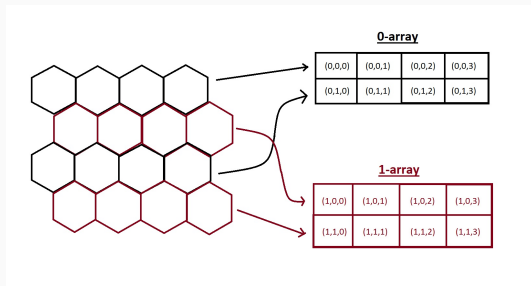 0-array
(0,0,0) (0,0,1) (0,0,2) (0,0,3)
(0,1,0) (0,1,1) (0,1,2) (0,1,3)
1-array
(1,0,0) (1,0,1) (1,0,2) (1,0,3)
(1,1,0) (1,1,1) (1,1,2) (1,1,3)